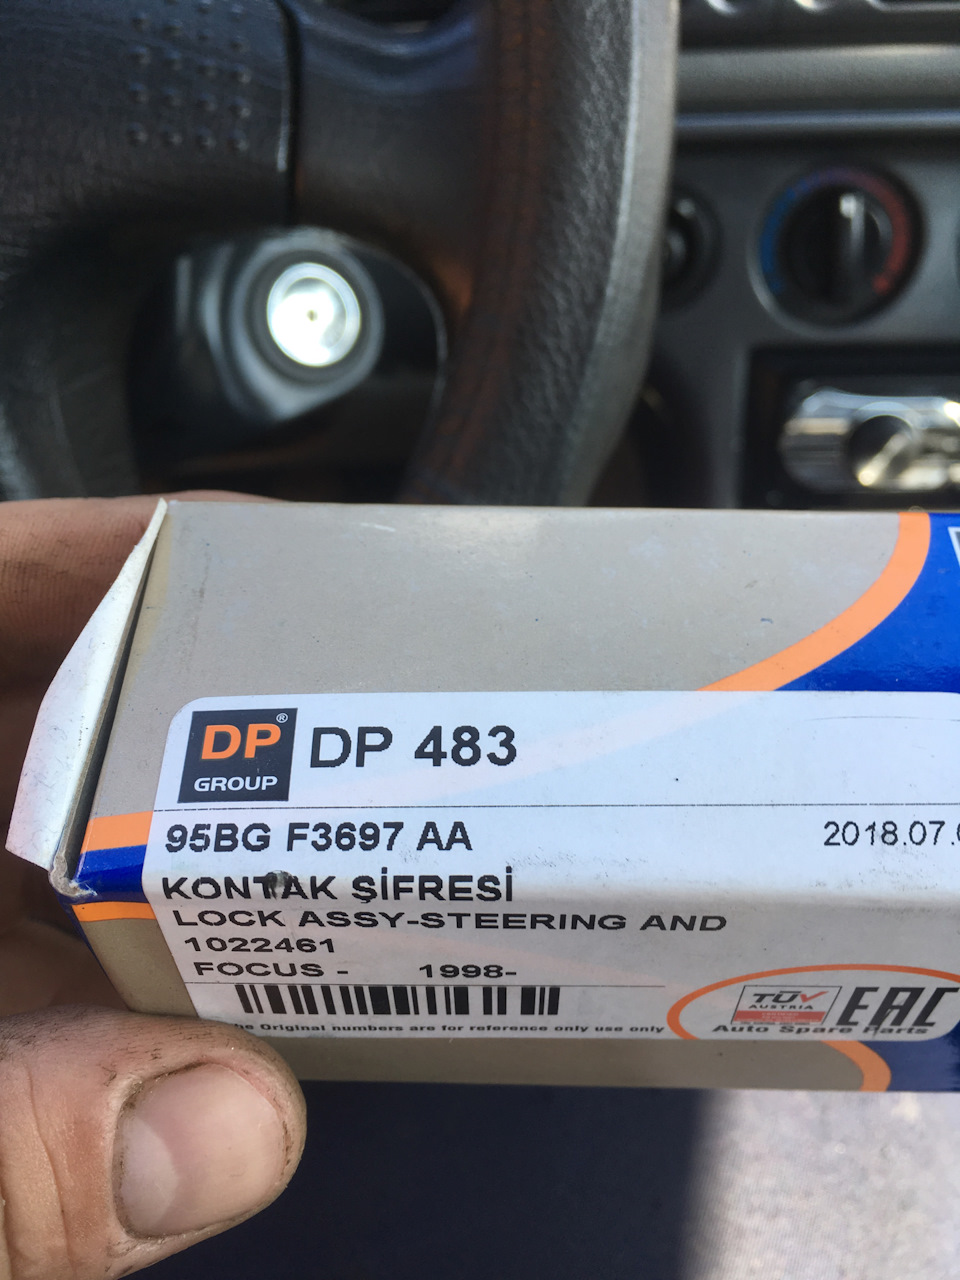 DP®
GROUP
DP 483
95BG F3697 AA
2018.07.0
KONTAK ŞİFRESİ
LOCK ASSY-STEERING AND
1022461
FOCUS - 1998-
he Original numbers are for reference only use only
TÜV
AUSTRIA
EAC
Auto Spare Parts